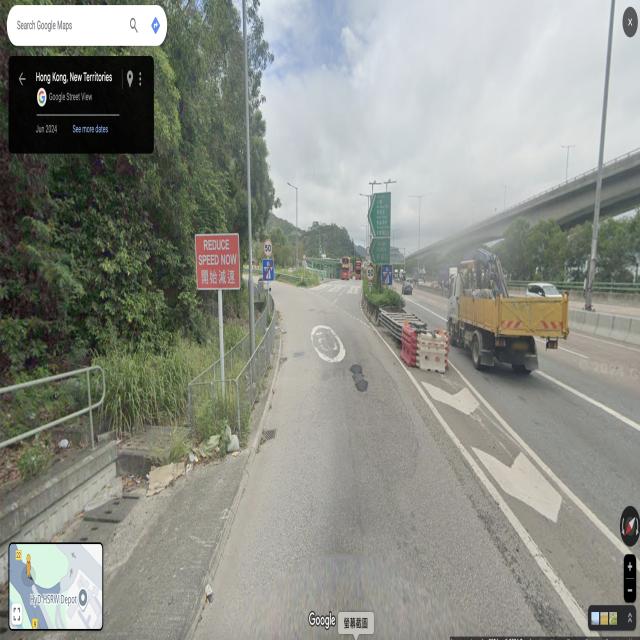 Search Google Maps
Hong Kong, New Territories
Google Street View
Jun 2024
See more dates
REDUCE
SPEED NOW
開始減速
50
HyD HSRW Depot
Google
螢幕截圖